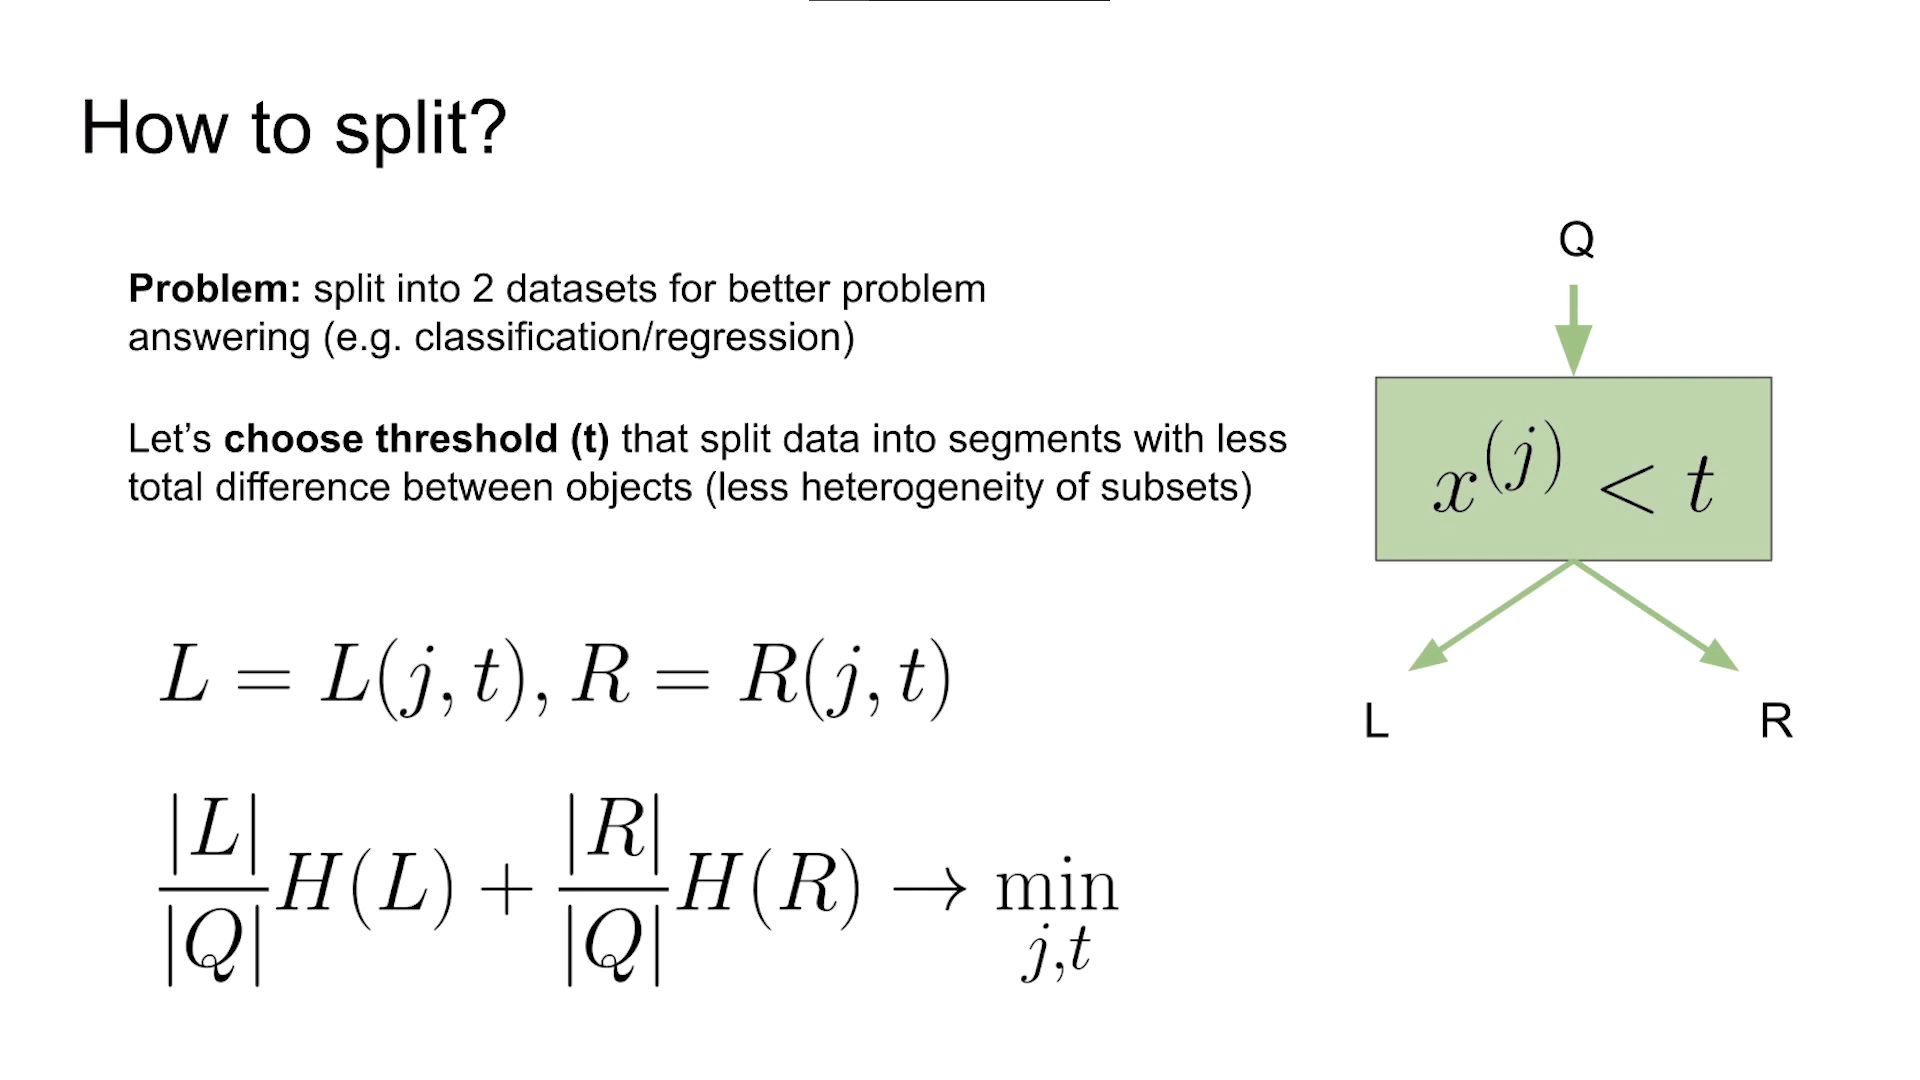 How to split?
Problem: split into 2 datasets for better problem
answering (e.g. classification/regression)
Let's choose threshold (t) that split data into segments with less
total difference between objects (less heterogeneity of subsets)
L = L(j, t), R = R(j, t)
|L|/|Q| H(L) + |R|/|Q| H(R) → min j,t
Q
x^(j) < t
L R